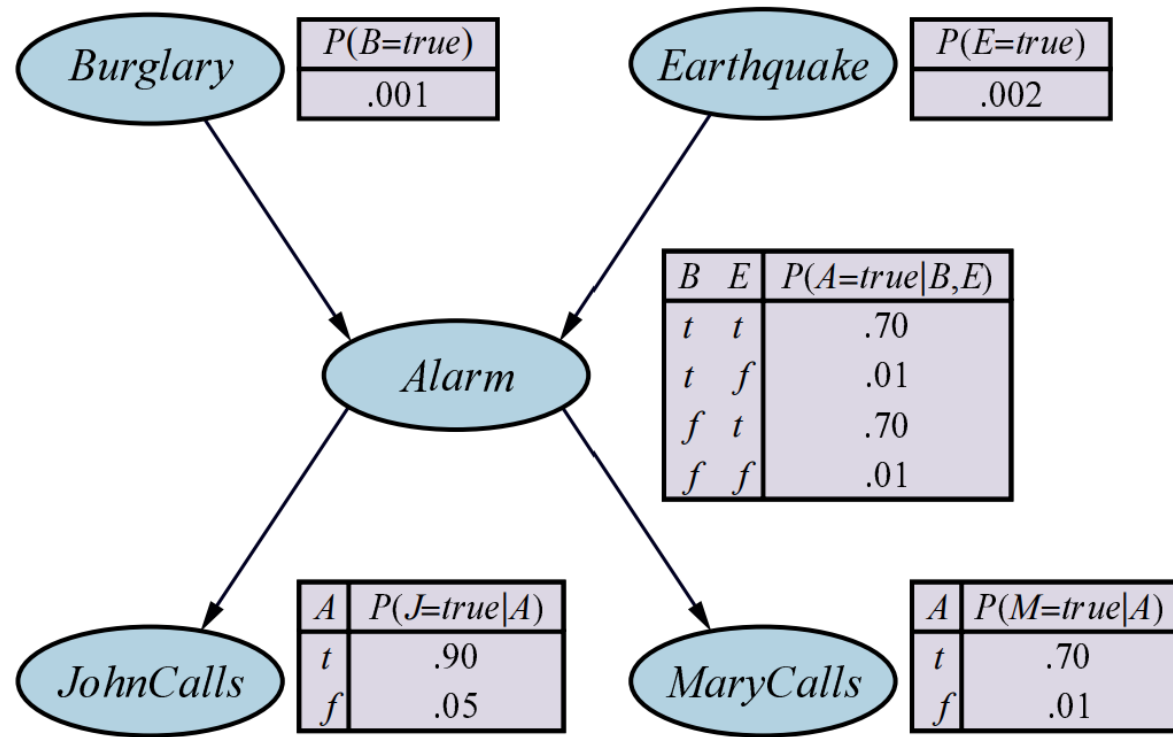 Burglary
P(B=true)
.001
Earthquake
P(E=true)
.002
B E P(A=true|B,E)
t t .70
t f .01
f t .70
f f .01
Alarm
JohnCalls
A P(J=true|A)
t .90
f .05
MaryCalls
A P(M=true|A)
t .70
f .01